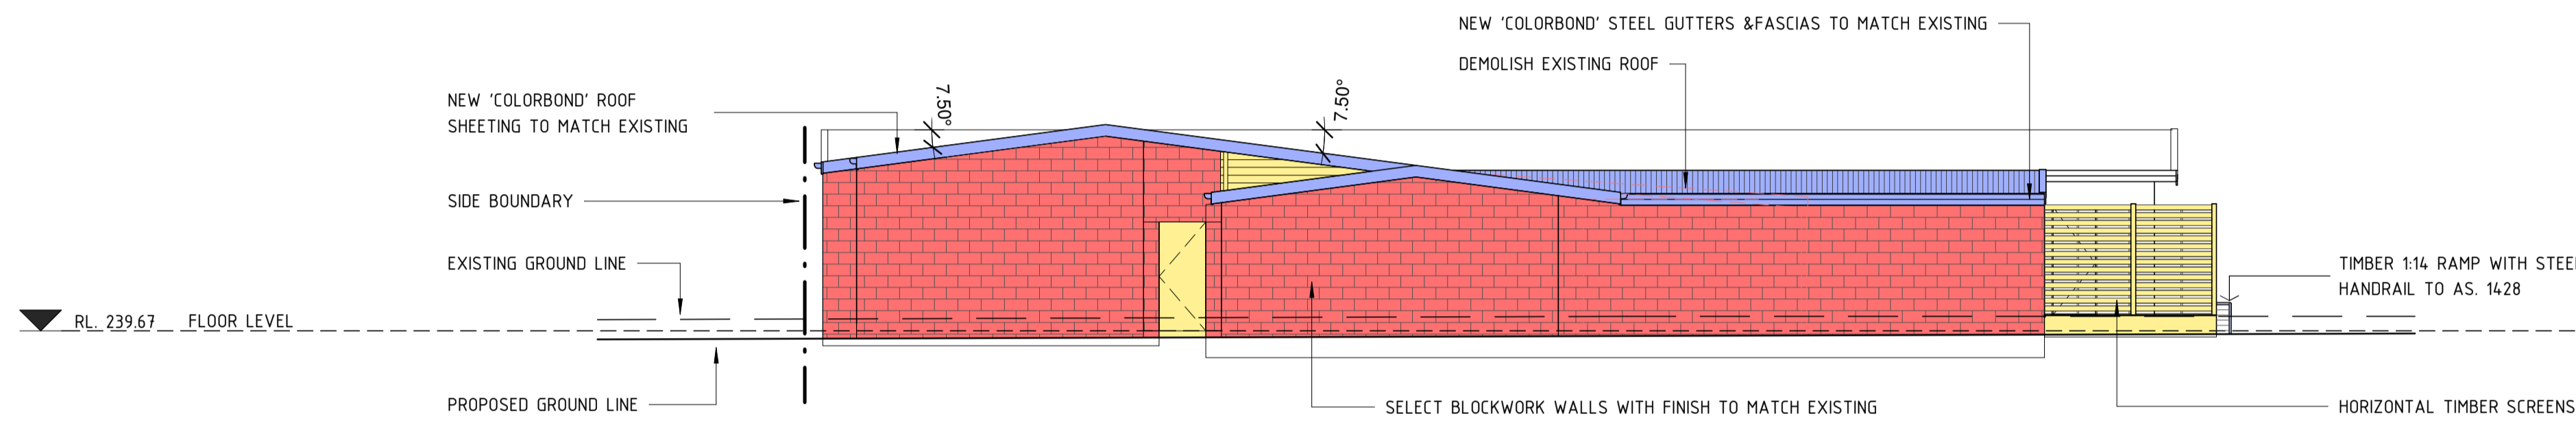 NEW 'COLORBOND' STEEL GUTTERS &FASCIAS TO MATCH EXISTING
DEMOLISH EXISTING ROOF
NEW 'COLORBOND' ROOF
SHEETING TO MATCH EXISTING
7.50°
7.50°
SIDE BOUNDARY
EXISTING GROUND LINE
TIMBER 1:14 RAMP WITH STEE
HANDRAIL TO AS. 1428
RL. 239.67 FLOOR LEVEL
PROPOSED GROUND LINE
SELECT BLOCKWORK WALLS WITH FINISH TO MATCH EXISTING
HORIZONTAL TIMBER SCREENS